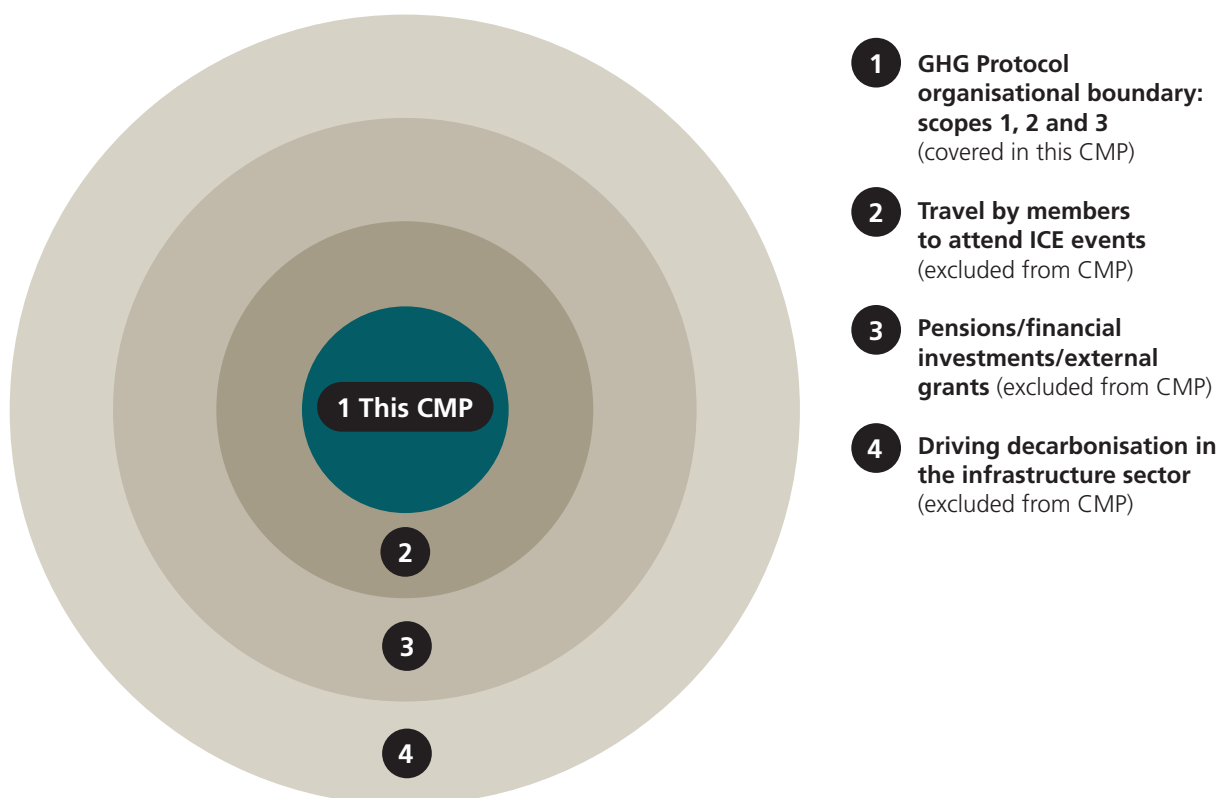 1 This CMP
2
3
4
1 GHG Protocol
organisational boundary:
scopes 1, 2 and 3
(covered in this CMP)
2 Travel by members
to attend ICE events
(excluded from CMP)
3 Pensions/financial
investments/external
grants (excluded from CMP)
4 Driving decarbonisation in
the infrastructure sector
(excluded from CMP)